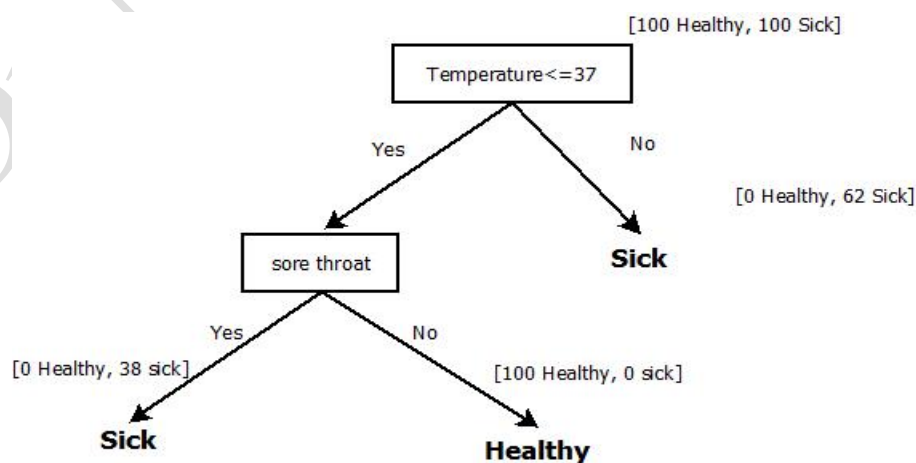 [100 Healthy, 100 Sick]
Temperature<=37
Yes
No
[0 Healthy, 62 Sick]
Sick
sore throat
Yes
No
[0 Healthy, 38 sick]
[100 Healthy, 0 sick]
Sick
Healthy